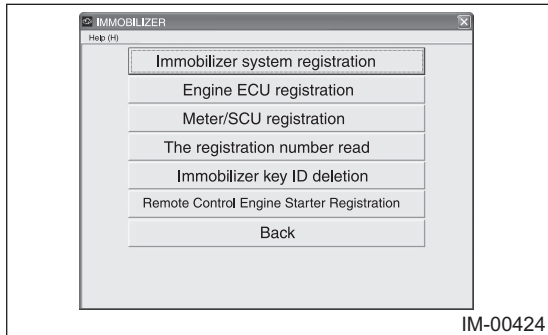 IMMOBILIZER
Help (H)
Immobilizer system registration
Engine ECU registration
Meter/SCU registration
The registration number read
Immobilizer key ID deletion
Remote Control Engine Starter Registration
Back
IM-00424